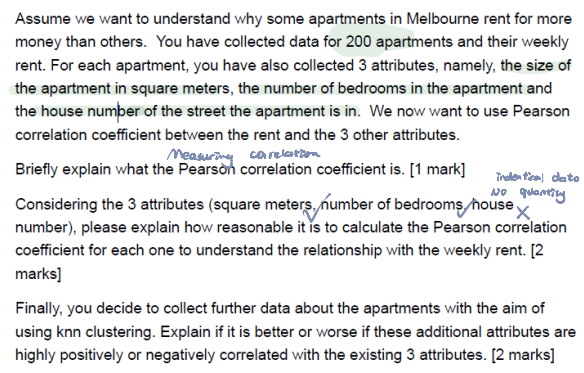 Assume we want to understand why some apartments in Melbourne rent for more
money than others.  You have collected data for 200 apartments and their weekly
rent. For each apartment, you have also collected 3 attributes, namely, the size of
the apartment in square meters, the number of bedrooms in the apartment and
the house number of the street the apartment is in.  We now want to use Pearson
correlation coefficient between the rent and the 3 other attributes.
Measuring correlation
Briefly explain what the Pearson correlation coefficient is. [1 mark]
data
NO quantity
Considering the 3 attributes (square meters, number of bedrooms, house
number), please explain how reasonable it is to calculate the Pearson correlation
coefficient for each one to understand the relationship with the weekly rent. [2
marks]
Finally, you decide to collect further data about the apartments with the aim of
using knn clustering. Explain if it is better or worse if these additional attributes are
highly positively or negatively correlated with the existing 3 attributes. [2 marks]